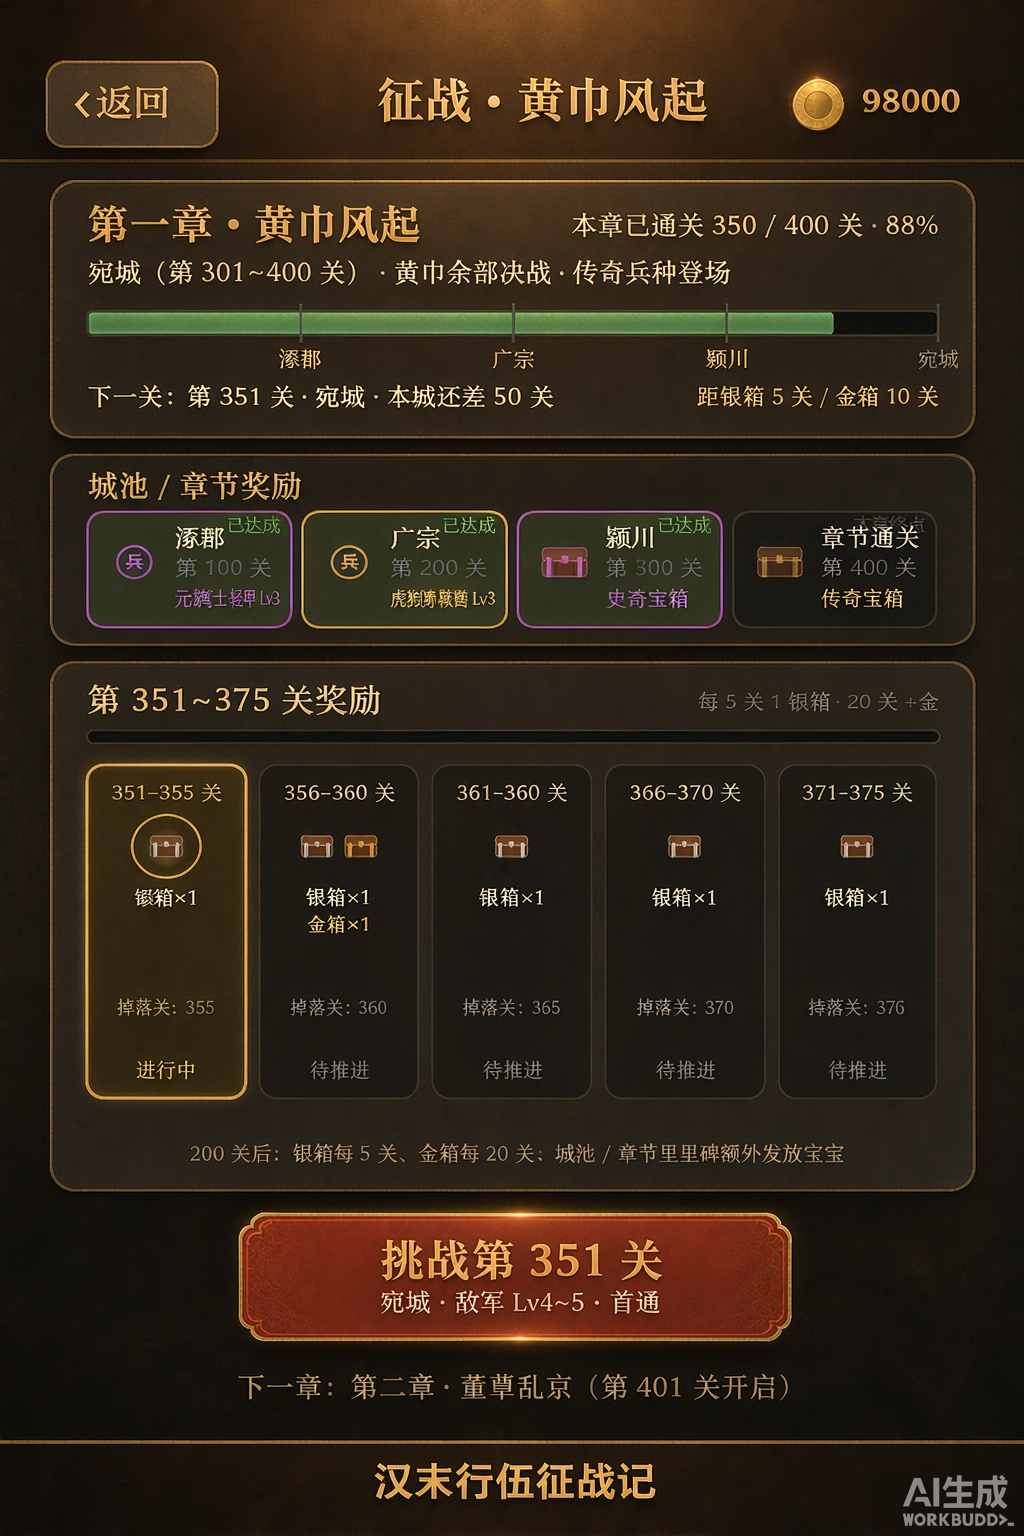 返回
征战·黄巾风起
98000
第一章·黄巾风起
本章已通关 350 / 400 关 · 88%
宛城（第 301~400 关）· 黄巾余部决战 · 传奇兵种登场
涿郡
广宗
颍川
宛城
下一关：第 351 关 · 宛城 · 本城还差 50 关
距银箱 5 关 / 金箱 10 关
城池 / 章节奖励
兵
涿郡
已达成
第 100 关
Lv3
兵
广宗
已达成
第 200 关
Lv3
颍川
已达成
第 300 关
史奇宝箱
章节通关
第 400 关
传奇宝箱
第 351~375 关奖励
每 5 关 1 银箱 · 20 关 +金
351-355 关
箱×1
掉落关：355
进行中
356-360 关
银箱×1
金箱×1
掉落关：360
待推进
361-360 关
银箱×1
掉落关：365
待推进
366-370 关
银箱×1
掉落关：370
待推进
371-375 关
银箱×1
落关：376
待推进
200 关后：银箱每 5 关、金箱每 20 关；城池 / 章节里里碑额外发放宝宝
挑战第 351 关
宛城 · 敌军 Lv4~5 · 首通
下一章：第二章 · 董乱京（第 401 关开启）
汉末行伍征战记
AI生成
WORKBUDD>_